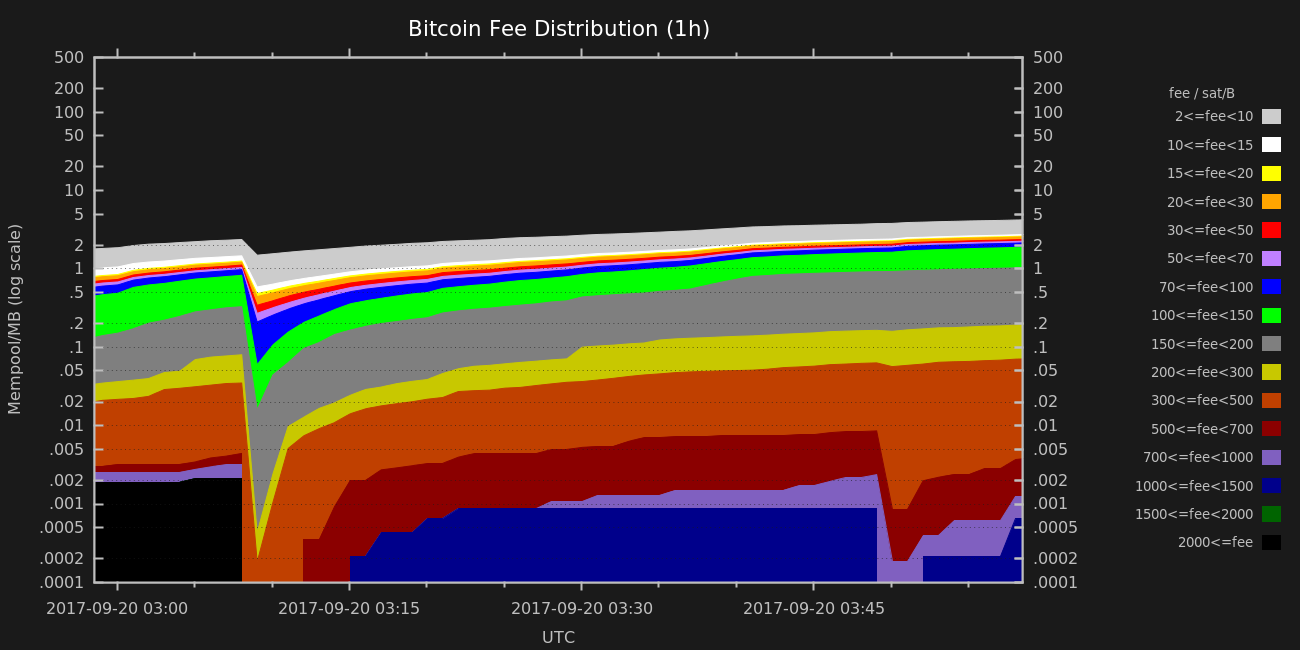 Bitcoin Fee Distribution (1h)
Mempool/MB (log scale)
500
200
100
50
20
10
5
2
1
.5
.2
.1
.05
.02
.01
.005
.002
.001
.0005
.0002
.0001
500
200
100
50
20
10
5
2
1
.5
.2
.1
.05
.02
.01
.005
.002
.001
.0005
.0002
.0001
fee / sat/B
2<=fee<10
10<=fee<15
15<=fee<20
20<=fee<30
30<=fee<50
50<=fee<70
70<=fee<100
100<=fee<150
150<=fee<200
200<=fee<300
300<=fee<500
500<=fee<700
700<=fee<1000
1000<=fee<1500
1500<=fee<2000
2000<=fee
2017-09-20 03:00 2017-09-20 03:15 2017-09-20 03:30 2017-09-20 03:45
UTC